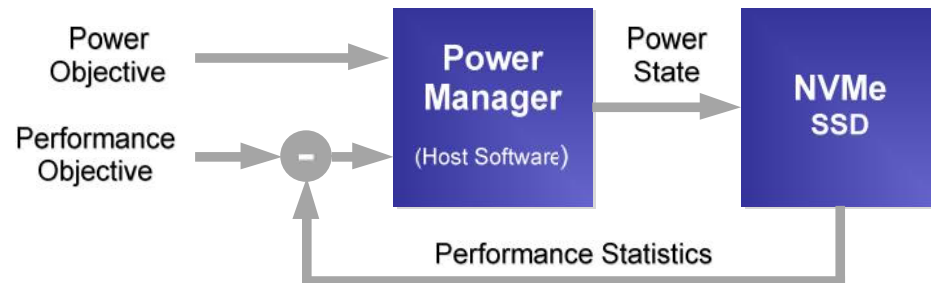 Power
Objective
Performance
Objective
-
Power
Manager
(Host Software)
Power
State
NVMe
SSD
Performance Statistics